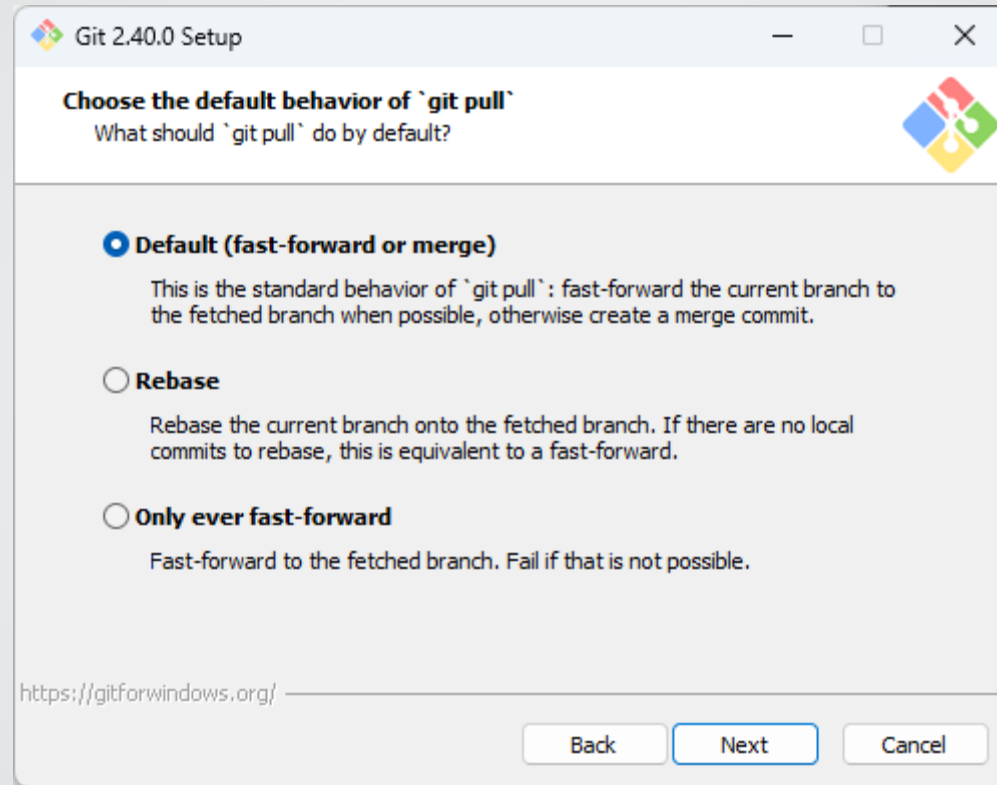 Git 2.40.0 Setup
Choose the default behavior of `git pull`
What should `git pull` do by default?
Default (fast-forward or merge)
This is the standard behavior of `git pull`: fast-forward the current branch to
the fetched branch when possible, otherwise create a merge commit.
Rebase
Rebase the current branch onto the fetched branch. If there are no local
commits to rebase, this is equivalent to a fast-forward.
Only ever fast-forward
Fast-forward to the fetched branch. Fail if that is not possible.
https://gitforwindows.org/
Back Next Cancel